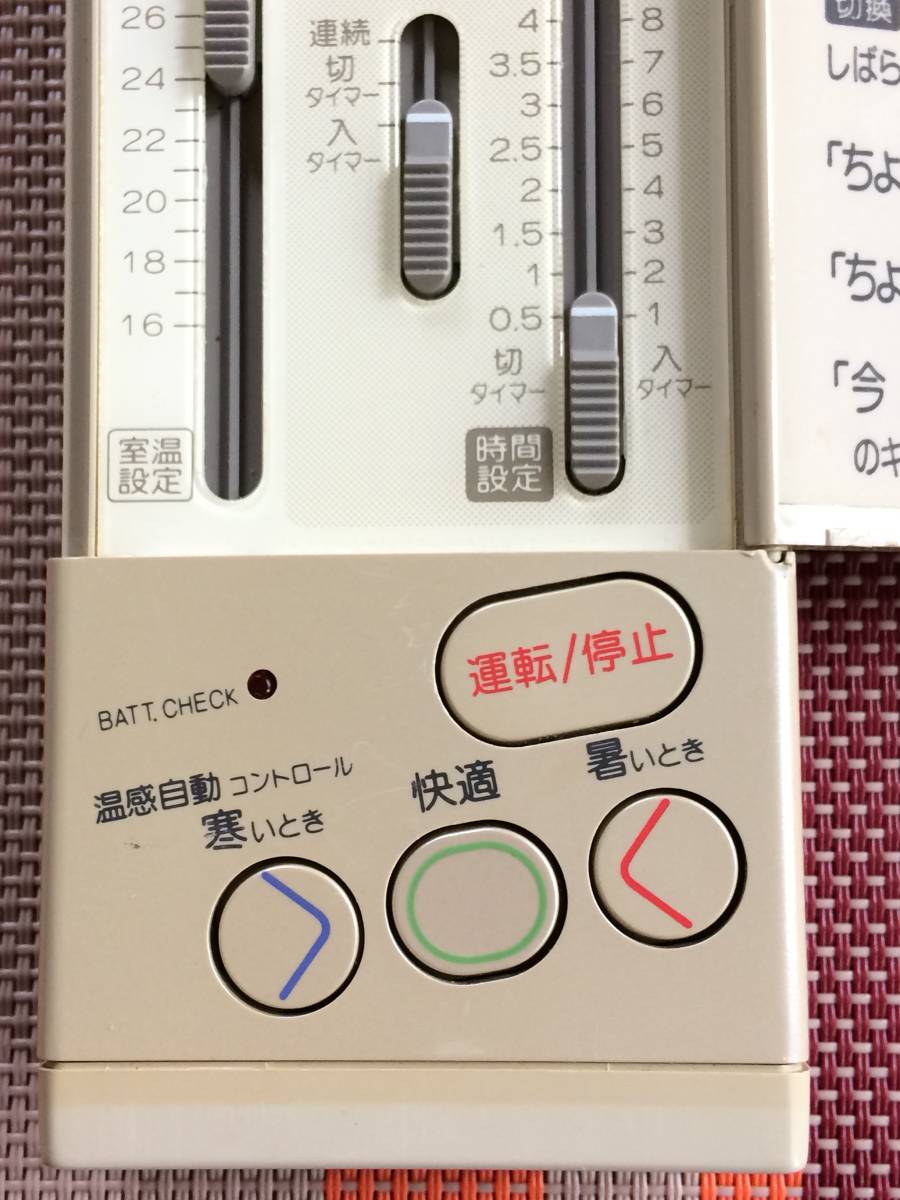 26
24
22
20
18
16
室温
設定
連続
切
タイマー
入
タイマー
4
3.5
3
2.5
2
1.5
1
0.5
切
タイマー
8
7
6
5
4
3
2
1
入
タイマー
時間
設定
切換
しばら
「ちよ
「ちよ
「今
のキ
運転/停止
BATT. CHECK
温感自動 コントロール
寒いとき
快適
暑いとき